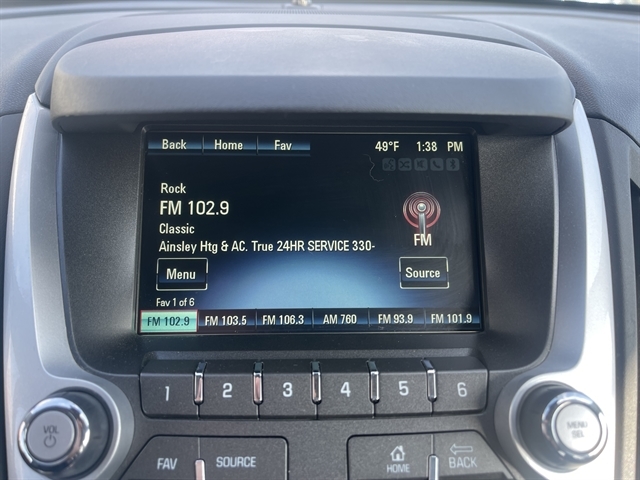 Back Home Fav 49°F 1:38 PM
Rock
FM 102.9
Classic
FM
Ainsley Htg & AC. True 24HR SERVICE 330-
Menu Source
Fav 1 of 6
FM 102.9 FM 103.5 FM 106.3 AM 760 FM 93.9 FM 101.9
1 2 3 4 5 6
VOL
MENU
SEL
FAV SOURCE HOME BACK